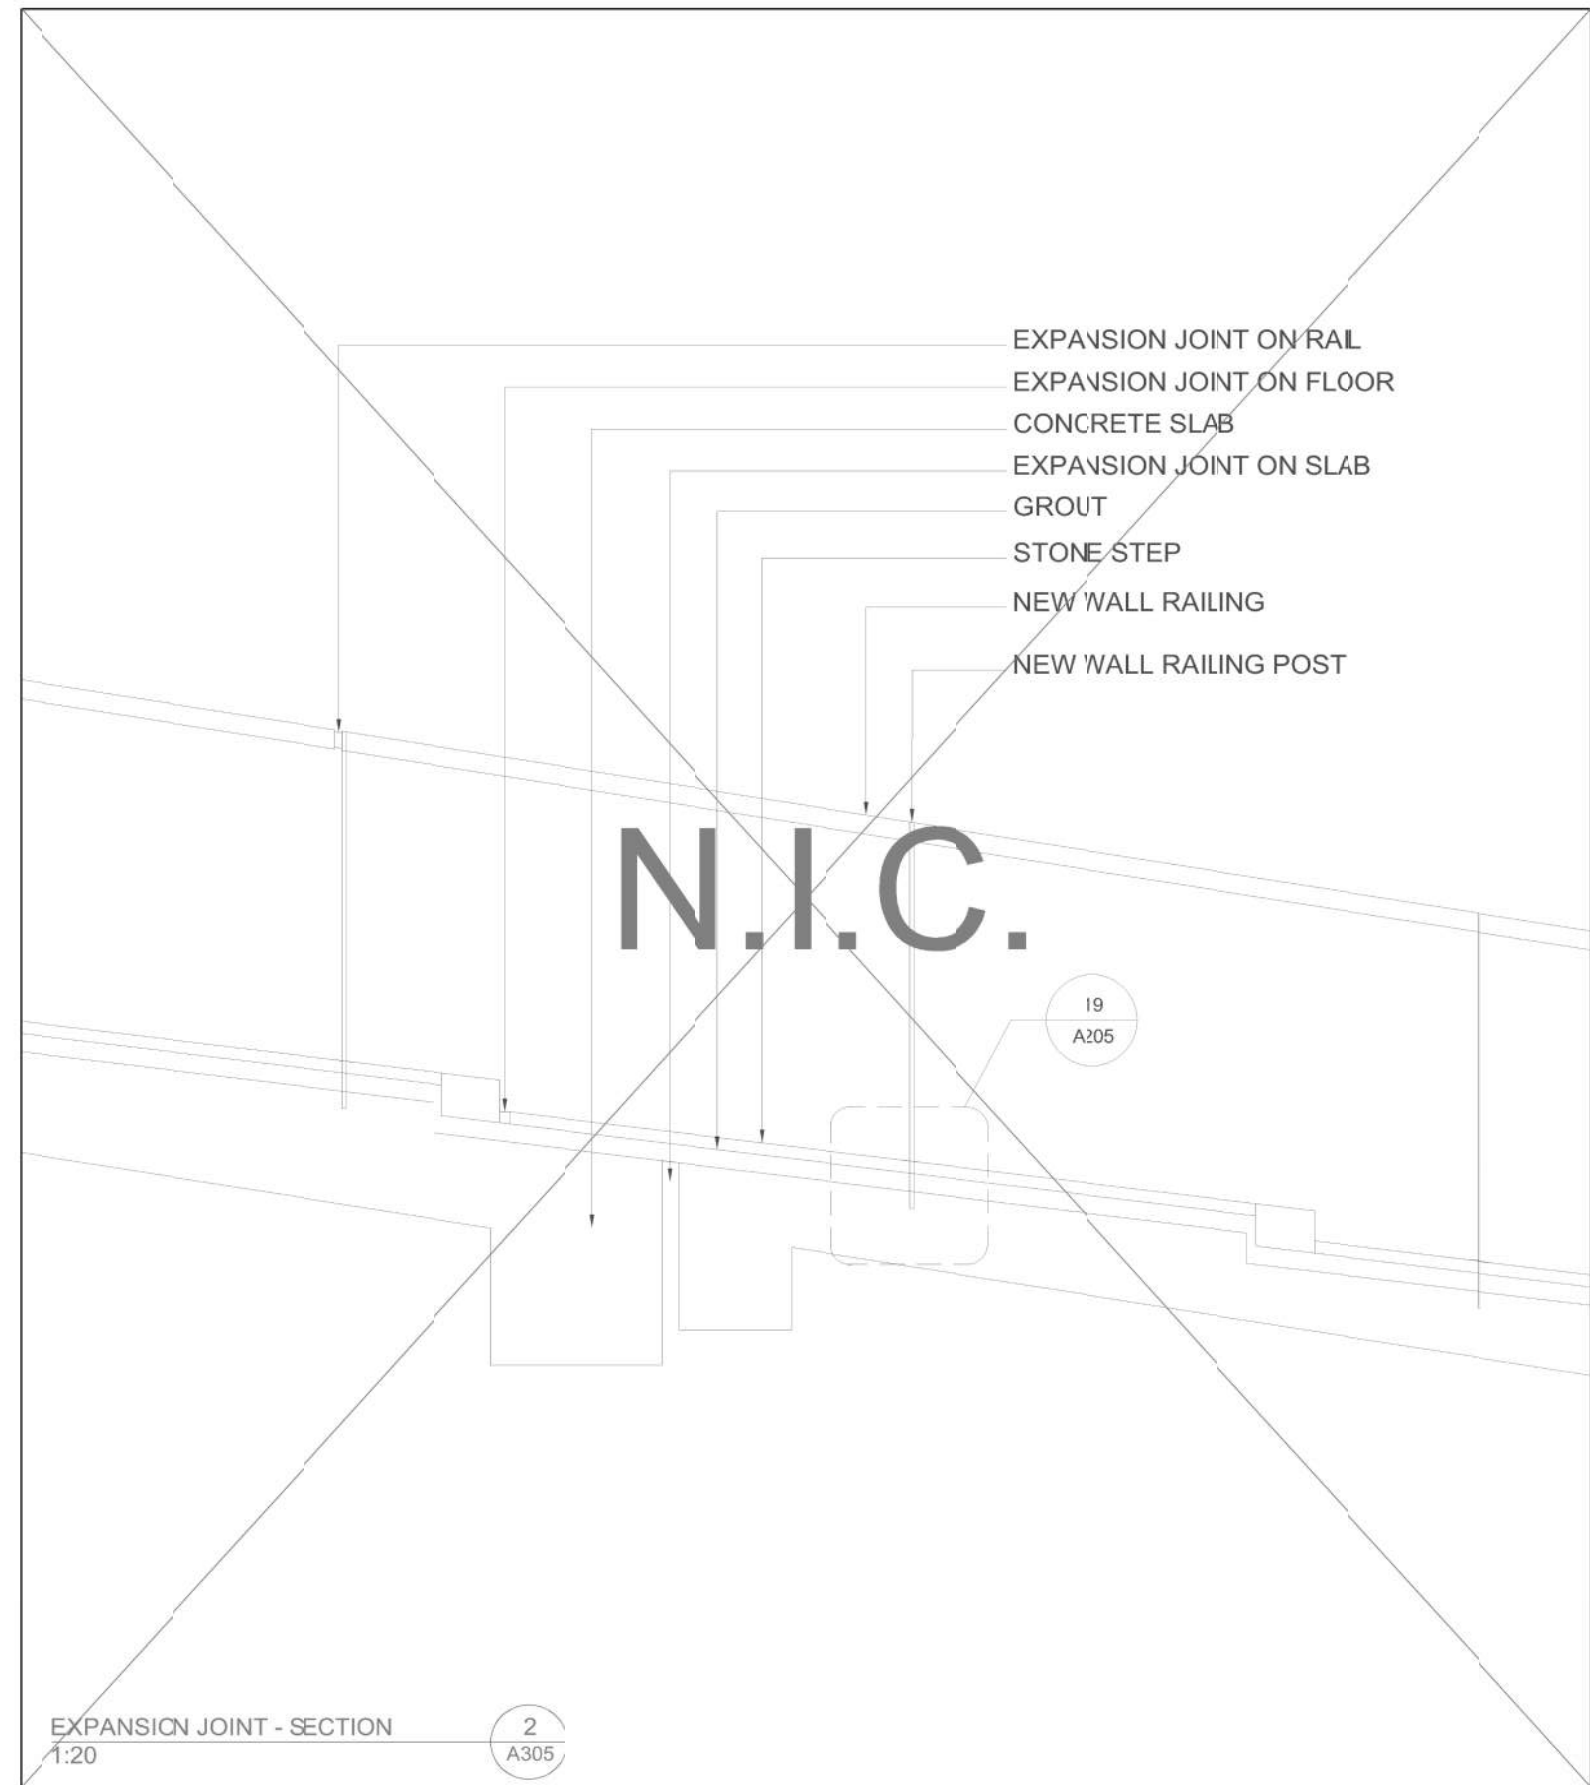 EXPANSION JOINT ON RAIL
EXPANSION JOINT ON FLOOR
CONCRETE SLAB
EXPANSION JOINT ON SLAB
GROUT
STONE STEP
NEW WALL RAILING
NEW WALL RAILING POST
N.I.C.
19
A205
EXPANSION JOINT - SECTION
1:20
2
A305